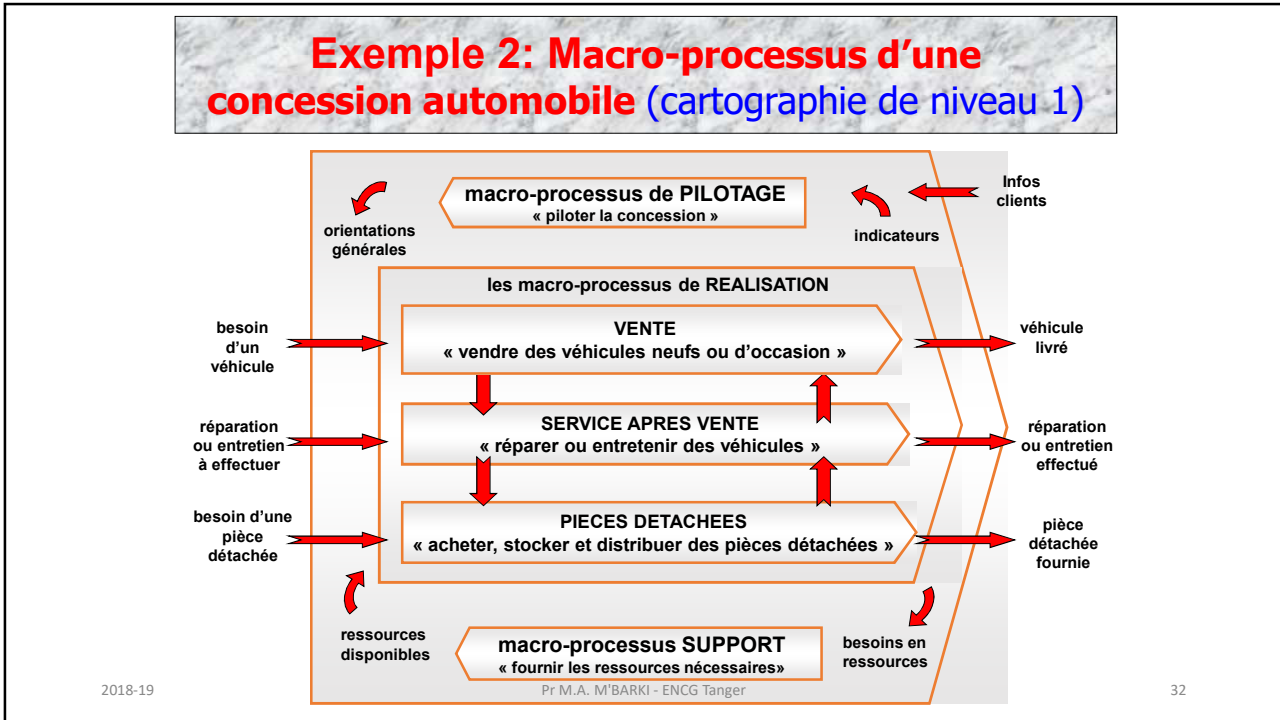 Exemple 2: Macro-processus d'une
concession automobile (cartographie de niveau 1)
macro-processus de PILOTAGE
« piloter la concession »
Infos
clients
orientations
générales
indicateurs
les macro-processus de REALISATION
besoin
d'un
véhicule
VENTE
« vendre des véhicules neufs ou d'occasion »
véhicule
livré
réparation
ou entretien
à effectuer
SERVICE APRES VENTE
« réparer ou entretenir des véhicules »
réparation
ou entretien
effectué
besoin d'une
pièce
détachée
PIECES DETACHEES
« acheter, stocker et distribuer des pièces détachées »
pièce
détachée
fournie
ressources
disponibles
macro-processus SUPPORT
« fournir les ressources nécessaires»
besoins en
ressources
2018-19
Pr M.A. M'BARKI - ENCG Tanger
32